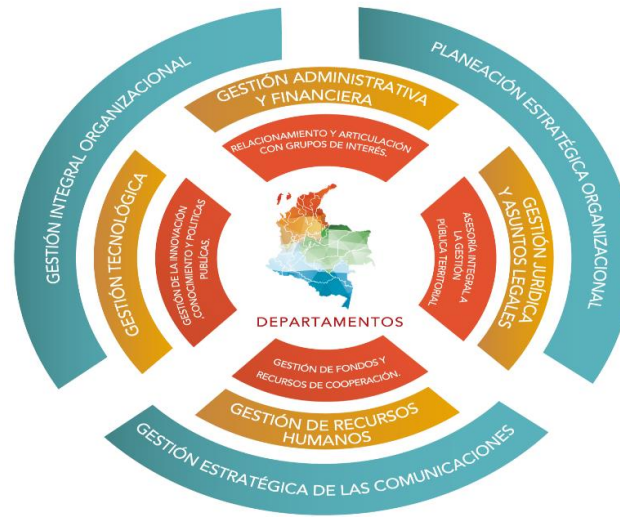 GESTIÓN INTEGRAL ORGANIZACIONAL
PLANEACIÓN ESTRATÉGICA ORGANIZACIONAL
GESTIÓN ADMINISTRATIVA
Y FINANCIERA
RELACIONAMIENTO Y ARTICULACIÓN
CON GRUPOS DE INTERÉS.
GESTIÓN TECNOLÓGICA
GESTIÓN DE LA INNOVACIÓN
CONOCIMIENTO Y POLITICAS
PUBLÍCAS.
ASESORÍA INTEGRAL A
LA GESTIÓN
PÚBLICA TERRITORIAL
GESTIÓN JURÍDICA
Y ASUNTOS LEGALES
DEPARTAMENTOS
GESTIÓN DE FONDOS Y
RECURSOS DE COOPERACIÓN.
GESTIÓN DE RECURSOS
HUMANOS
GESTIÓN ESTRATÉGICA DE LAS COMUNICACIONES